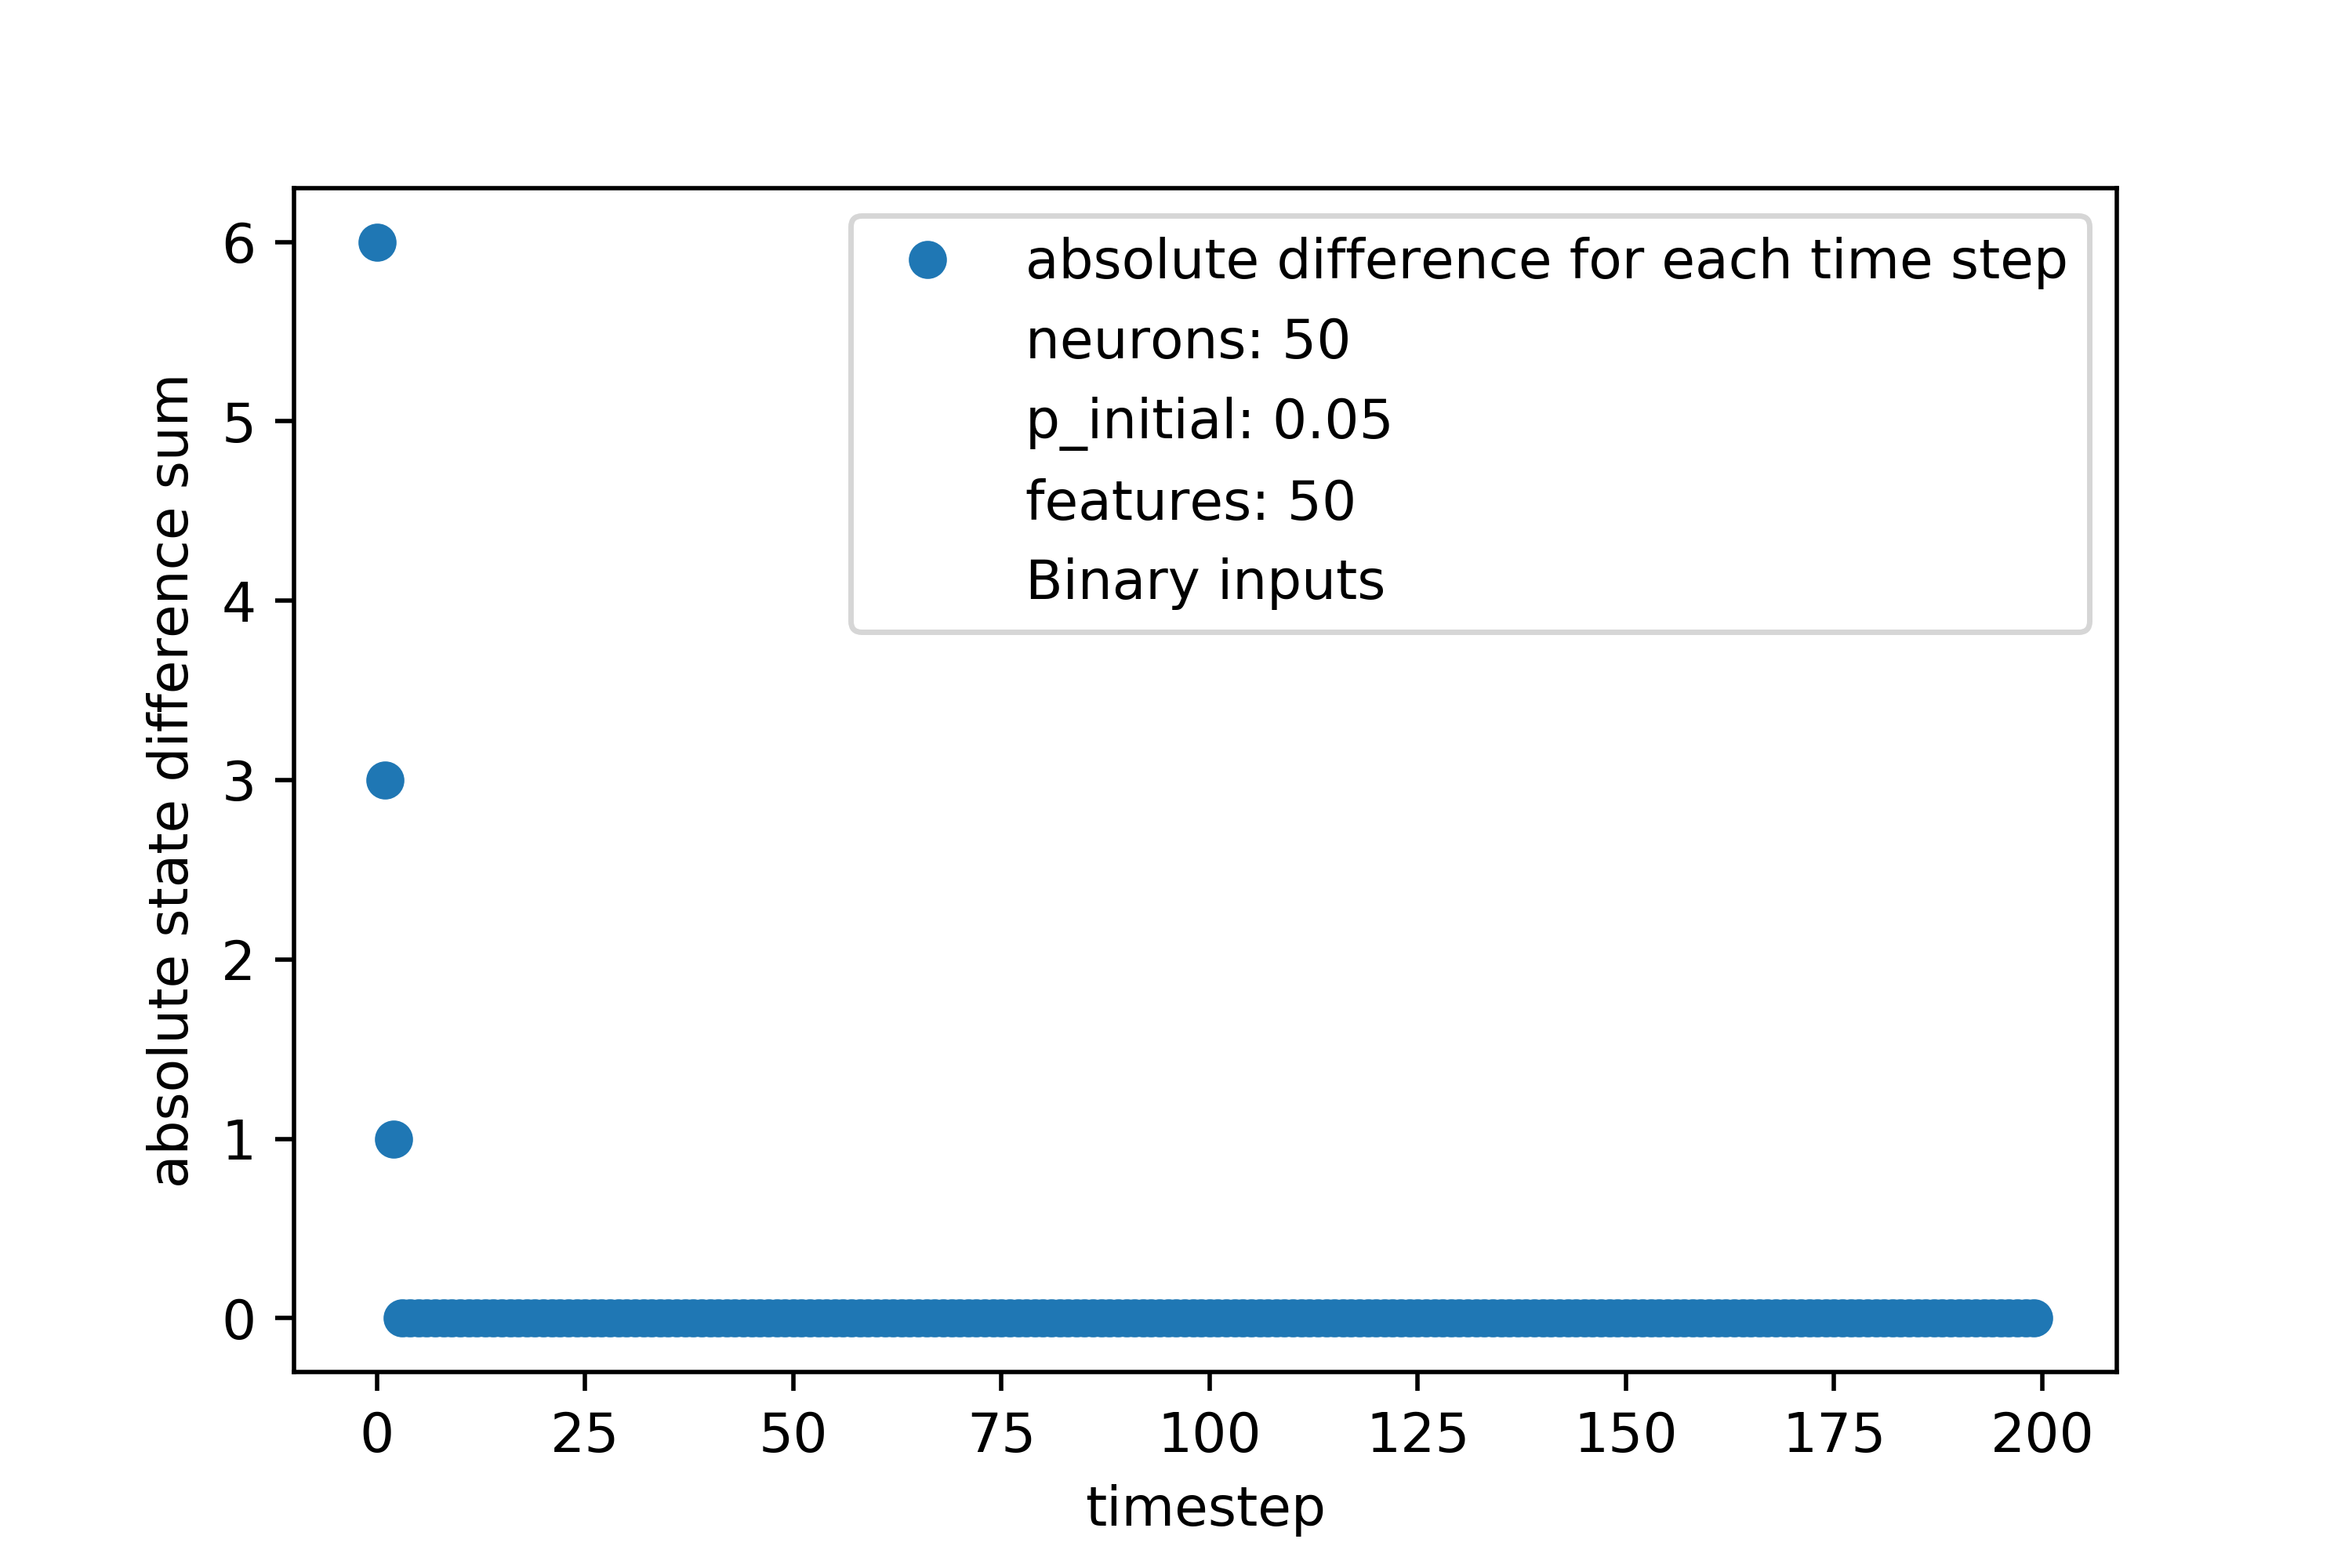 absolute difference for each time step
neurons: 50
p_initial: 0.05
features: 50
Binary inputs
absolute state difference sum
6
5
4
3
2
1
0
0 25 50 75 100 125 150 175 200
timestep